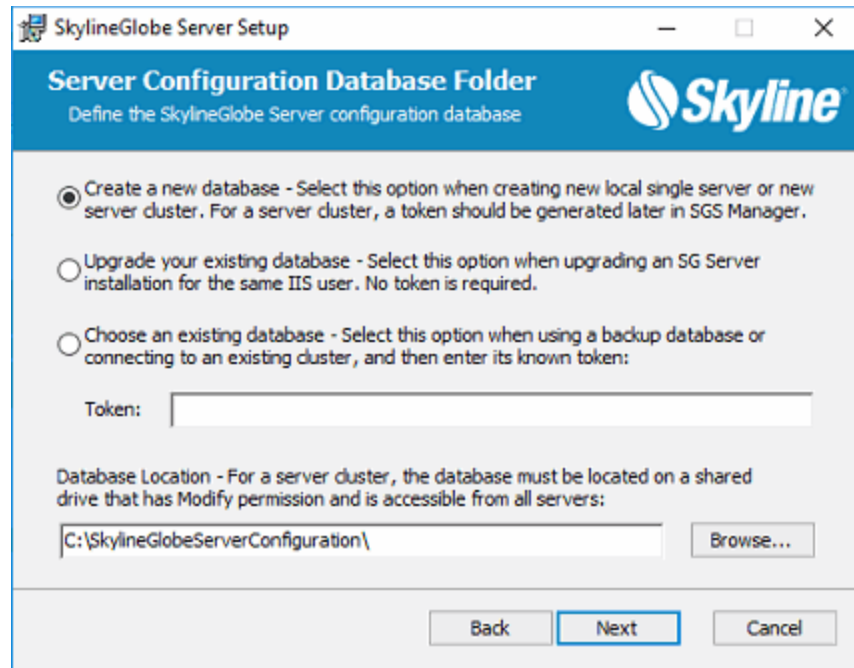 SkylineGlobe Server Setup
Server Configuration Database Folder
Define the SkylineGlobe Server configuration database
Skyline
Create a new database - Select this option when creating new local single server or new
server cluster. For a server cluster, a token should be generated later in SGS Manager.
Upgrade your existing database - Select this option when upgrading an SG Server
installation for the same IIS user. No token is required.
Choose an existing database - Select this option when using a backup database or
connecting to an existing cluster, and then enter its known token:
Token:
Database Location - For a server cluster, the database must be located on a shared
drive that has Modify permission and is accessible from all servers:
C:\SkylineGlobeServerConfiguration\
Browse...
Back
Next
Cancel